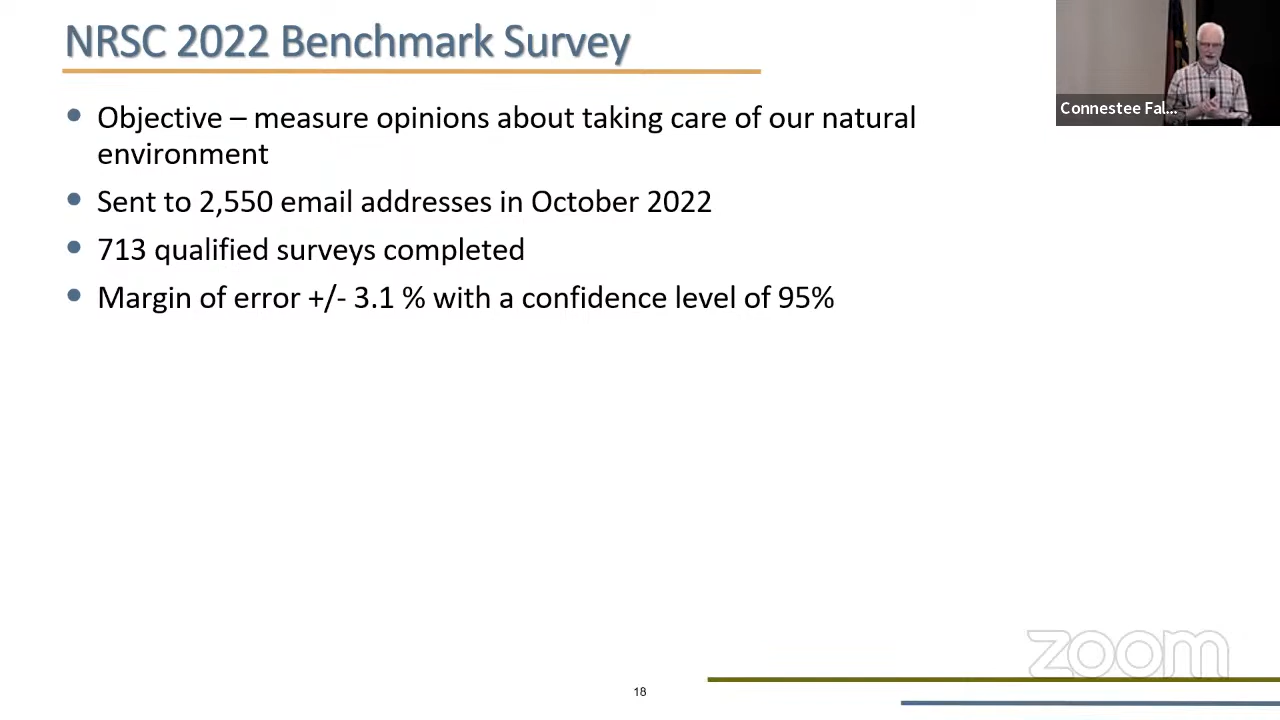 NRSC 2022 Benchmark Survey
Connestee Fal...
• Objective – measure opinions about taking care of our natural
environment
• Sent to 2,550 email addresses in October 2022
• 713 qualified surveys completed
• Margin of error +/- 3.1 % with a confidence level of 95%
zoom
18